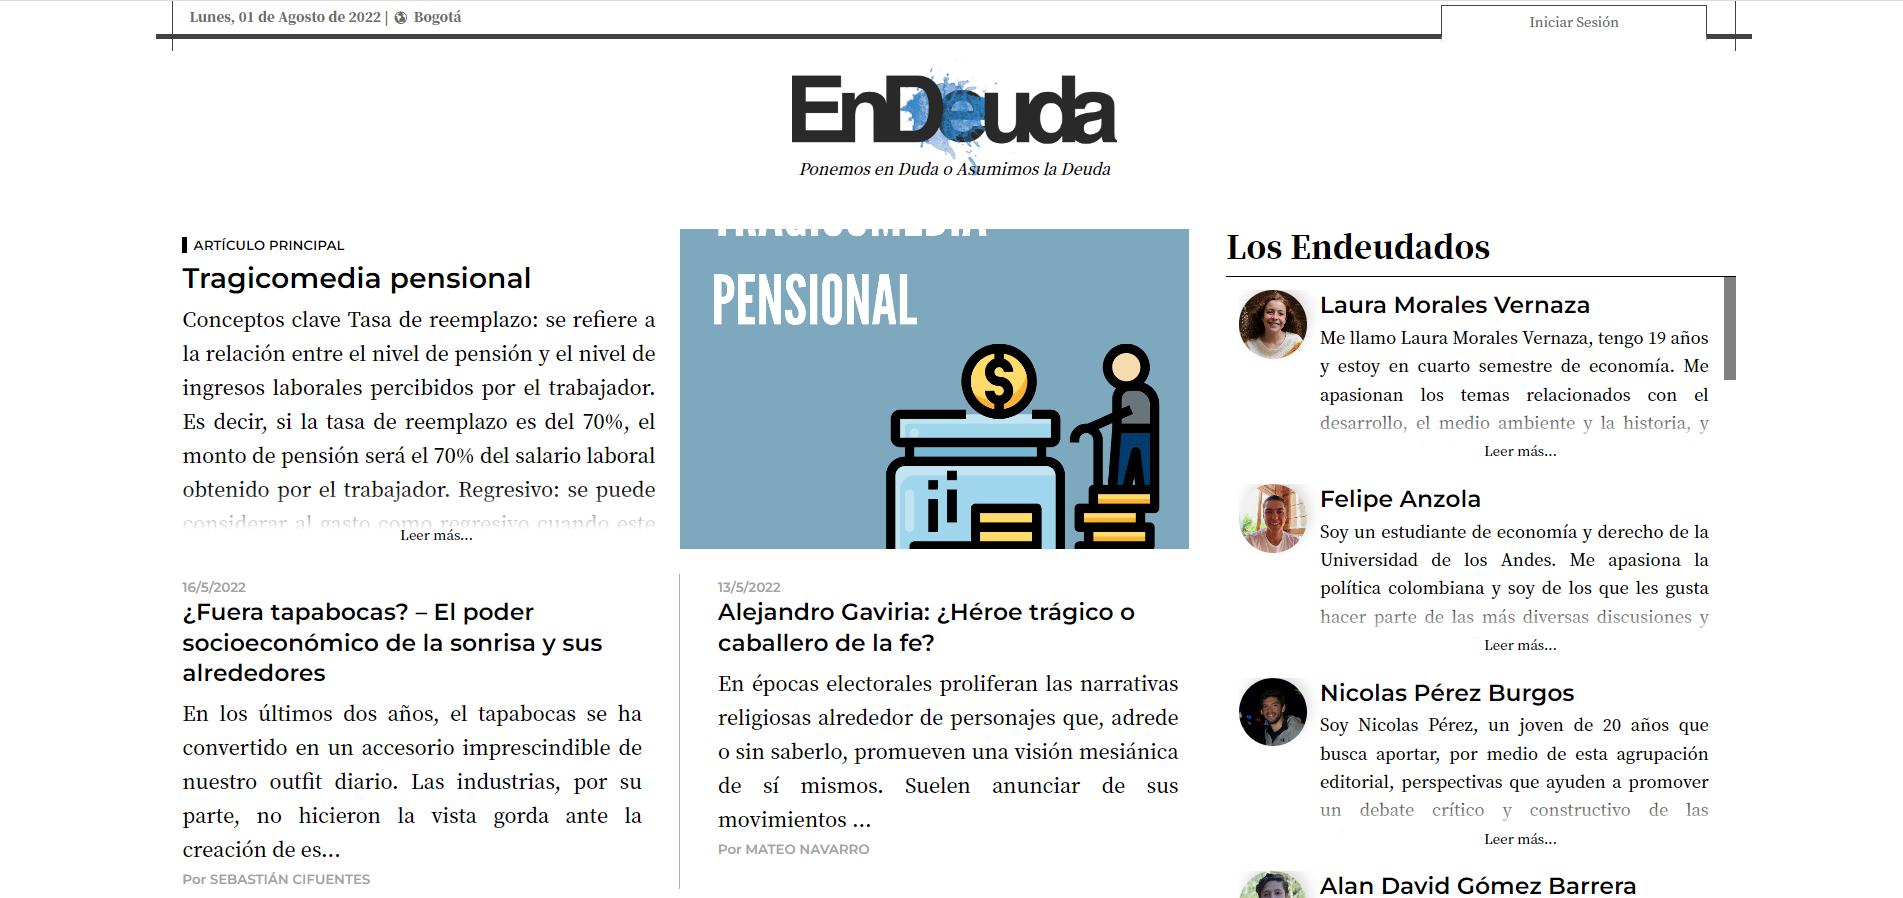 Lunes, 01 de Agosto de 2022 | Bogotá
Iniciar Sesión
EnDeuda
Ponemos en Duda o Asumimos la Deuda
ARTÍCULO PRINCIPAL
Tragicomedia pensional
Conceptos clave Tasa de reemplazo: se refiere a
la relación entre el nivel de pensión y el nivel de
ingresos laborales percibidos por el trabajador.
Es decir, si la tasa de reemplazo es del 70%, el
monto de pensión será el 70% del salario laboral
obtenido por el trabajador. Regresivo: se puede
considerar al gasto como regresivo cuando este
Leer más...
TRAGICOMEDIA
PENSIONAL
$
16/5/2022
¿Fuera tapabocas? – El poder
socioeconómico de la sonrisa y sus
alrededores
En los últimos dos años, el tapabocas se ha
convertido en un accesorio imprescindible de
nuestro outfit diario. Las industrias, por su
parte, no hicieron la vista gorda ante la
creación de es...
Por SEBASTIÁN CIFUENTES
13/5/2022
Alejandro Gaviria: ¿Héroe trágico o
caballero de la fe?
En épocas electorales proliferan las narrativas
religiosas alrededor de personajes que, adrede
o sin saberlo, promueven una visión mesiánica
de sí mismos. Suelen anunciar de sus
movimientos ...
Por MATEO NAVARRO
Los Endeudados
Laura Morales Vernaza
Me llamo Laura Morales Vernaza, tengo 19 años
y estoy en cuarto semestre de economía. Me
apasionan los temas relacionados con el
desarrollo, el medio ambiente y la historia, y
Leer más...
Felipe Anzola
Soy un estudiante de economía y derecho de la
Universidad de los Andes. Me apasiona la
política colombiana y soy de los que les gusta
hacer parte de las más diversas discusiones y
Leer más...
Nicolas Pérez Burgos
Soy Nicolas Pérez, un joven de 20 años que
busca aportar, por medio de esta agrupación
editorial, perspectivas que ayuden a promover
un debate crítico y constructivo de las
Leer más...
Alan David Gómez Barrera